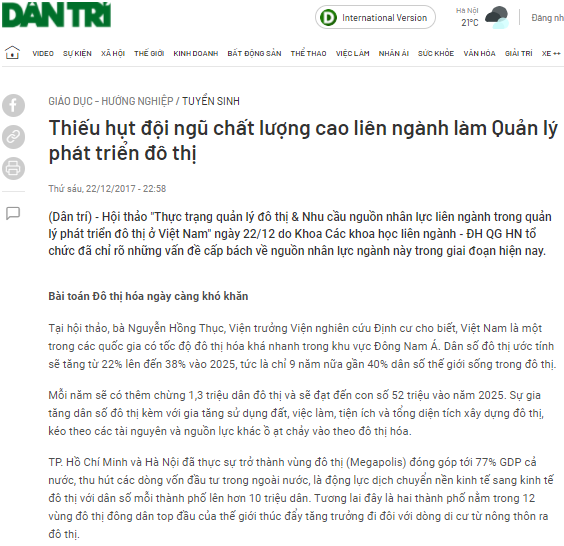 DÂN TRÍ
International Version
Hà Nội
21°C
Đăng nh
VIDEO SỰ KIỆN XÃ HỘI THẾ GIỚI KINH DOANH BẤT ĐỘNG SẢN THỂ THAO VIỆC LÀM NHÂN ÁI SỨC KHỎE VĂN HÓA GIẢI TRÍ XE ++
GIÁO DỤC - HƯỚNG NGHIỆP / TUYỂN SINH
Thiếu hụt đội ngũ chất lượng cao liên ngành làm Quản lý
phát triển đô thị
Thứ sáu, 22/12/2017 - 22:58
(Dân trí) - Hội thảo "Thực trạng quản lý đô thị & Nhu cầu nguồn nhân lực liên ngành trong quản
lý phát triển đô thị ở Việt Nam" ngày 22/12 do Khoa Các khoa học liên ngành - ĐH QG HN tổ
chức đã chỉ rõ những vấn đề cấp bách về nguồn nhân lực ngành này trong giai đoạn hiện nay.
Bài toán Đô thị hóa ngày càng khó khăn
Tại hội thảo, bà Nguyễn Hồng Thục, Viện trưởng Viện nghiên cứu Định cư cho biết, Việt Nam là một
trong các quốc gia có tốc độ đô thị hóa khá nhanh trong khu vực Đông Nam Á. Dân số đô thị ước tính
sẽ tăng từ 22% lên đến 38% vào 2025, tức là chỉ 9 năm nữa gần 40% dân số thế giới sống trong đô thị.
Mỗi năm sẽ có thêm chừng 1,3 triệu dân đô thị và sẽ đạt đến con số 52 triệu vào năm 2025. Sự gia
tăng dân số đô thị kèm với gia tăng sử dụng đất, việc làm, tiện ích và tổng diện tích xây dựng đô thị,
kéo theo các tài nguyên và nguồn lực khác ồ ạt chảy vào theo đô thị hóa.
TP. Hồ Chí Minh và Hà Nội đã thực sự trở thành vùng đô thị (Megapolis) đóng góp tới 77% GDP cả
nước, thu hút các dòng vốn đầu tư trong ngoài nước, là động lực dịch chuyển nền kinh tế sang kinh tế
đô thị với dân số mỗi thành phố lên hơn 10 triệu dân. Tương lai đây là hai thành phố nằm trong 12
vùng đô thị đông dân top đầu của thế giới thúc đẩy tăng trưởng đi đôi với dòng di cư từ nông thôn ra
đô thị.